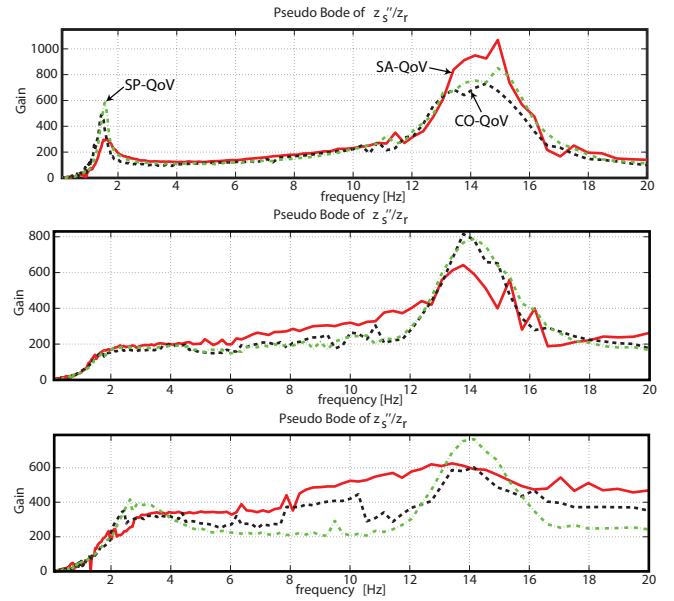 Pseudo Bode of z_s''/z_r
1000
800
600
400
200
0
Gain
SP-QoV
SA-QoV
CO-QoV
2 4 6 8 10 12 14 16 18 20
frequency [Hz]
Pseudo Bode of z_s''/z_r
800
600
400
200
0
Gain
2 4 6 8 10 12 14 16 18 20
frequency [Hz]
Pseudo Bode of z_s''/z_r
600
400
200
0
Gain
2 4 6 8 10 12 14 16 18 20
frequency [Hz]